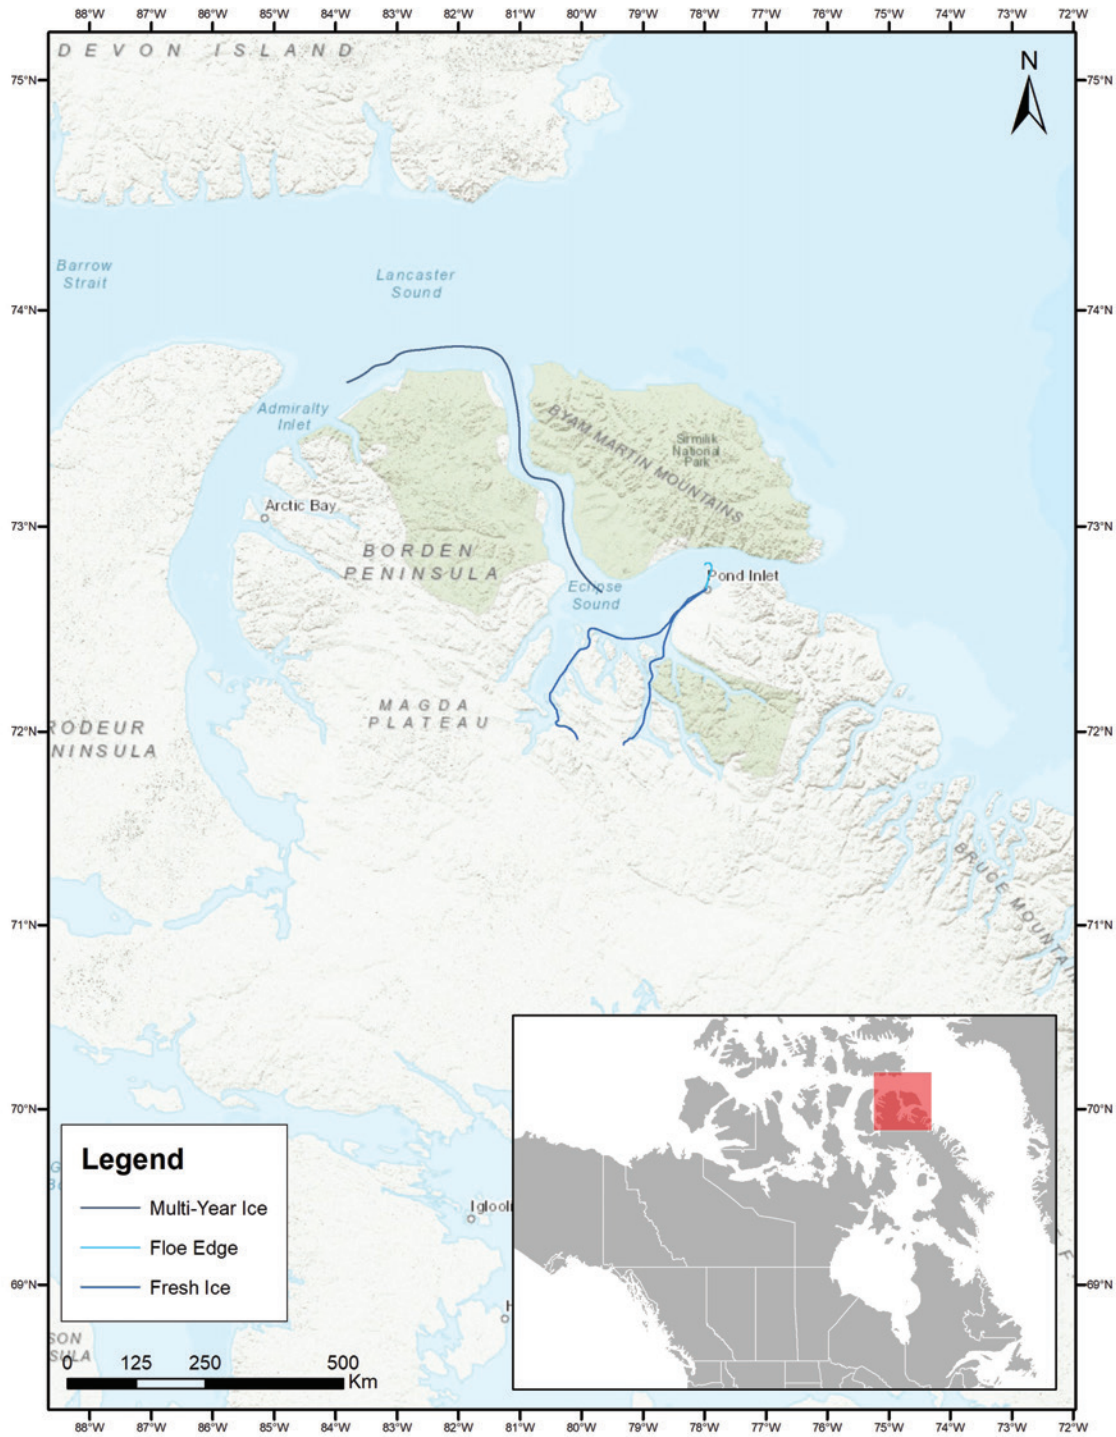 88°W 87°W 86°W 85°W 84°W 83°W 82°W 81°W 80°W 79°W 78°W 77°W 76°W 75°W 74°W 73°W 72°W
DEVON ISLAND
N
75°N 75°N
Barrow
Strait
Lancaster
Sound
74°N 74°N
Admiralty
Inlet
BYAM MARTIN MOUNTAINS
Sirmilik
National
Park
Arctic Bay
73°N 73°N
BORDEN
PENINSULA
Pond Inlet
Eclipse
Sound
MAGDA
PLATEAU
RODEUR
NINSULA
72°N 72°N
BRUCE MOUNTA
71°N 71°N
70°N 70°N
Legend
Multi-Year Ice
Floe Edge
Fresh Ice
Igloo
H
69°N 69°N
SON
SULA
0 125 250 500
Km
88°W 87°W 86°W 85°W 84°W 83°W 82°W 81°W 80°W 79°W 78°W 77°W 76°W 75°W 74°W 73°W 72°W